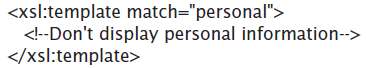 <xsl:template match="personal">
<!--Don't display personal information-->
</xsl:template>